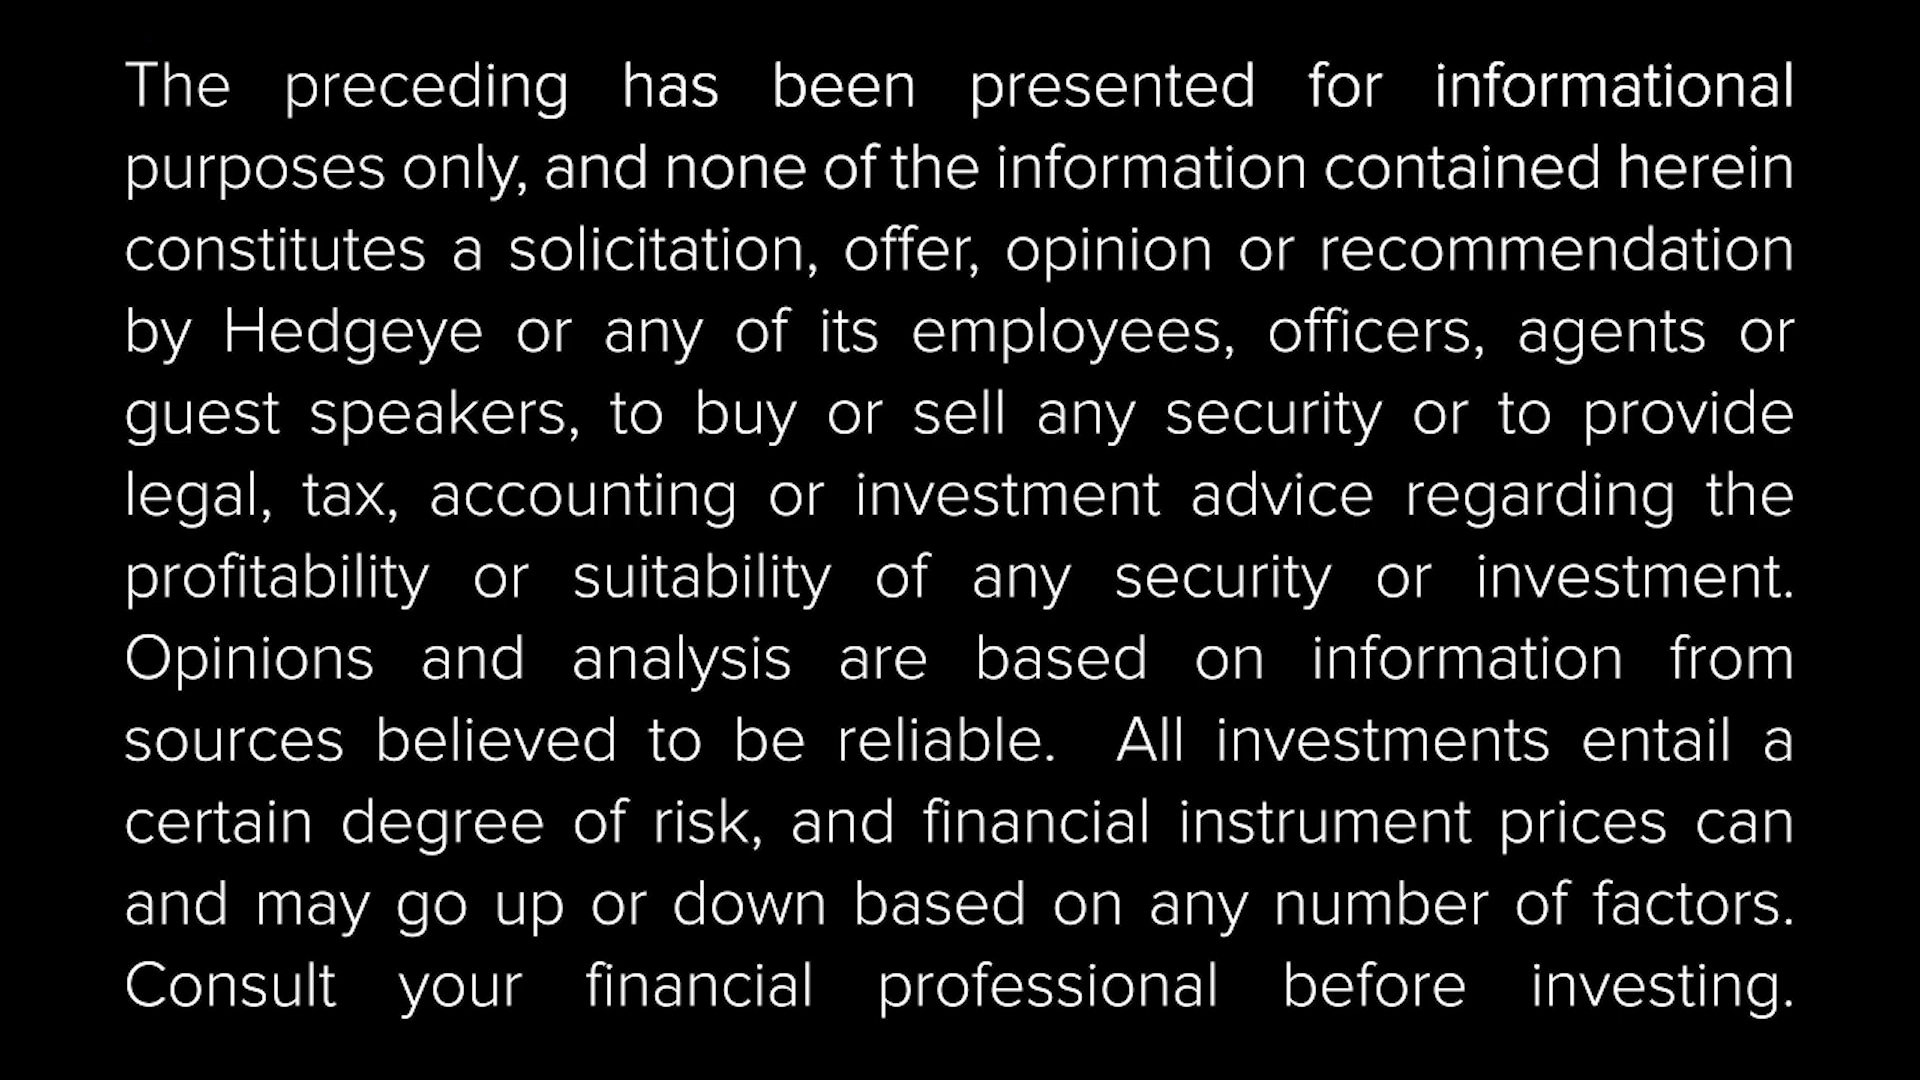 The preceding has been presented for informational
purposes only, and none of the information contained herein
constitutes a solicitation, offer, opinion or recommendation
by Hedgeye or any of its employees, officers, agents or
guest speakers, to buy or sell any security or to provide
legal, tax, accounting or investment advice regarding the
profitability or suitability of any security or investment.
Opinions and analysis are based on information from
sources believed to be reliable.  All investments entail a
certain degree of risk, and financial instrument prices can
and may go up or down based on any number of factors.
Consult your financial professional before investing.